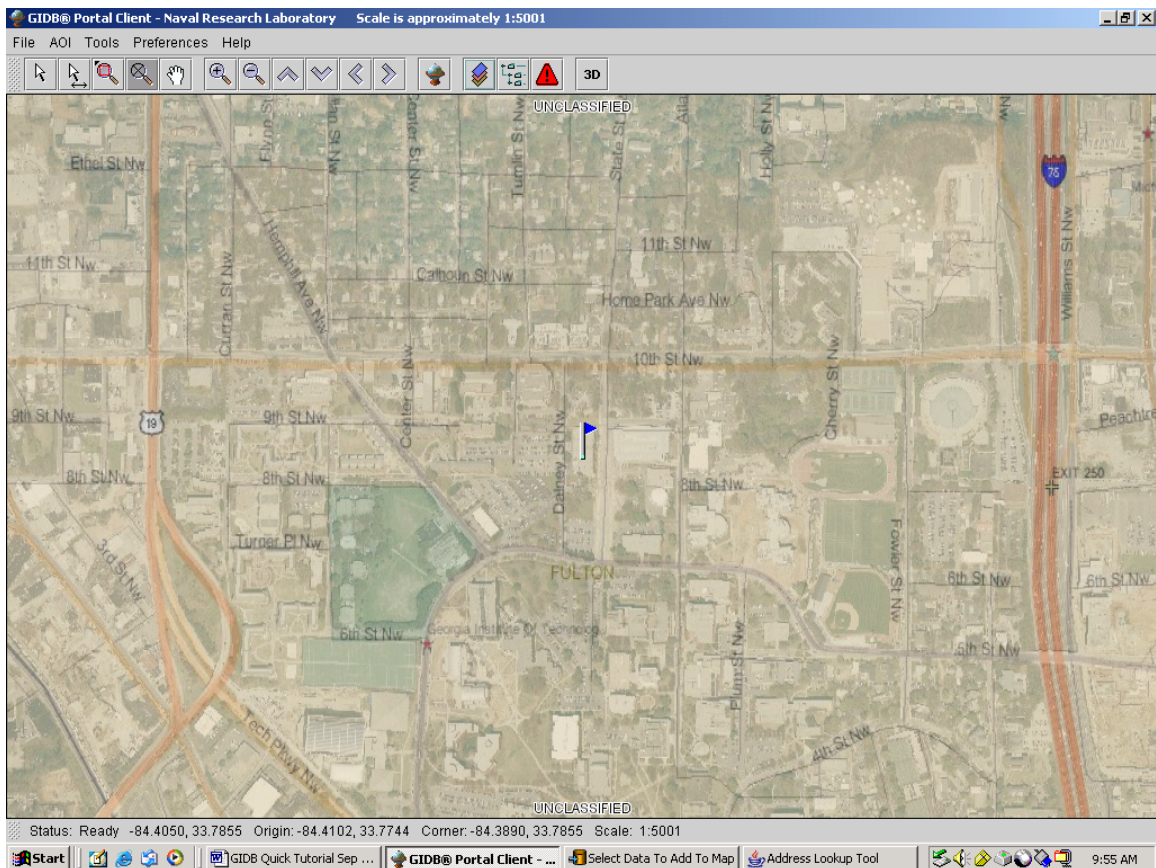 GIDB® Portal Client - Naval Research Laboratory Scale is approximately 1:5001
File AOI Tools Preferences Help
3D
UNCLASSIFIED
Ethel St Nw
Flynn St
Center St Nw
Tumlin St Nw
State St
Holly St Nw
Nw
75
11th St Nw
Curran St Nw
Hemphill Ave Nw
Calhoun St Nw
11th St Nw
Home Park Ave Nw
Williams St Nw
10th St Nw
9th St Nw
19
9th St Nw
Center St Nw
Dalney St Nw
Cherry St Nw
Peachtre
8th St Nw
8th St Nw
8th St Nw
EXIT 250
3rd St Nw
Turner Pl Nw
FULTON
Fowler St Nw
6th St Nw
6th St Nw
6th St Nw
Georgia Institute Of Technolog
Plum St Nw
5th St Nw
Tech Pkwy Nw
4th St Nw
UNCLASSIFIED
Status: Ready -84.4050, 33.7855 Origin: -84.4102, 33.7744 Corner: -84.3890, 33.7855 Scale: 1:5001
Start GIDB Quick Tutorial Sep ... GIDB® Portal Client - ... Select Data To Add To Map Address Lookup Tool 9:55 AM